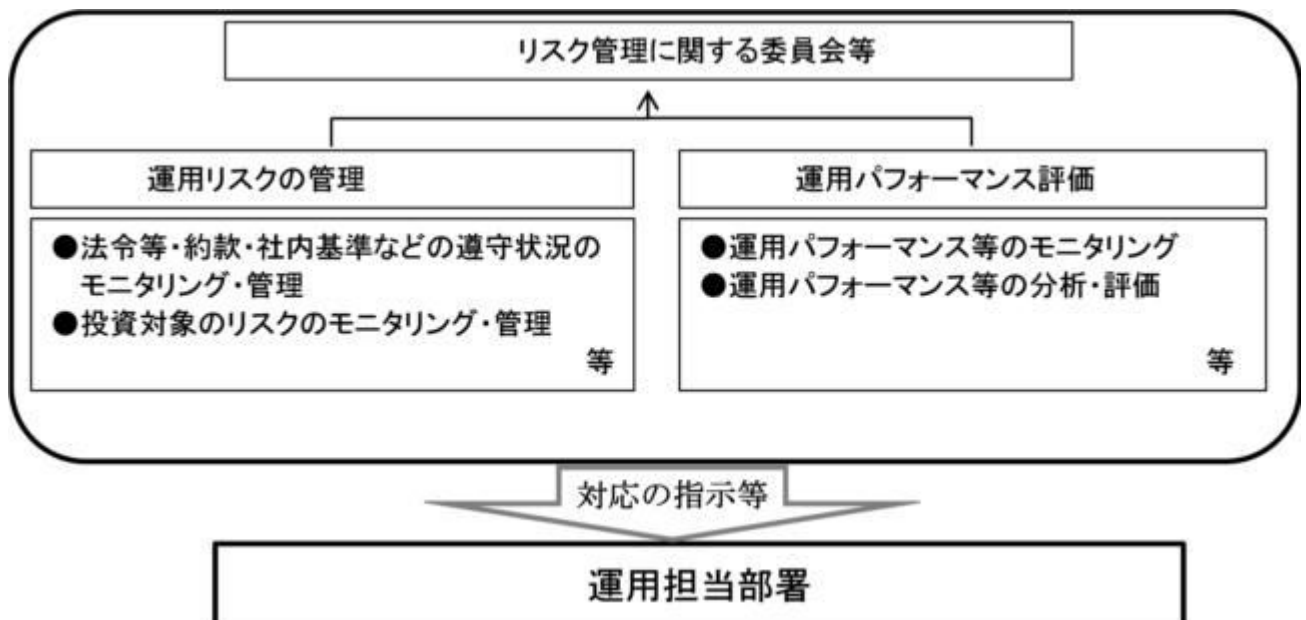 リスク管理に関する委員会等
運用リスクの管理
●法令等・約款・社内基準などの遵守状況の
モニタリング・管理
●投資対象のリスクのモニタリング・管理
等
運用パフォーマンス評価
●運用パフォーマンス等のモニタリング
●運用パフォーマンス等の分析・評価
等
対応の指示等
運用担当部署